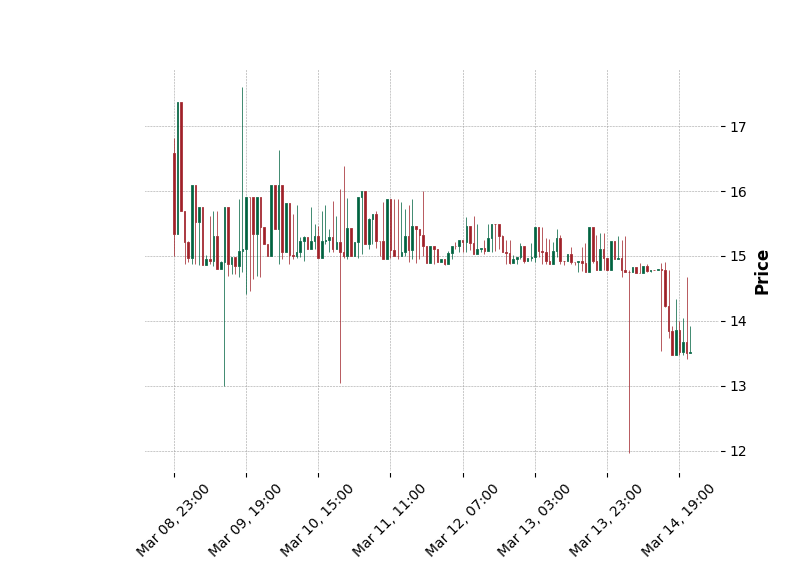 17
16
15
14
13
12
Price
Mar 08, 23:00
Mar 09, 19:00
Mar 10, 15:00
Mar 11, 11:00
Mar 12, 07:00
Mar 13, 03:00
Mar 13, 23:00
Mar 14, 19:00